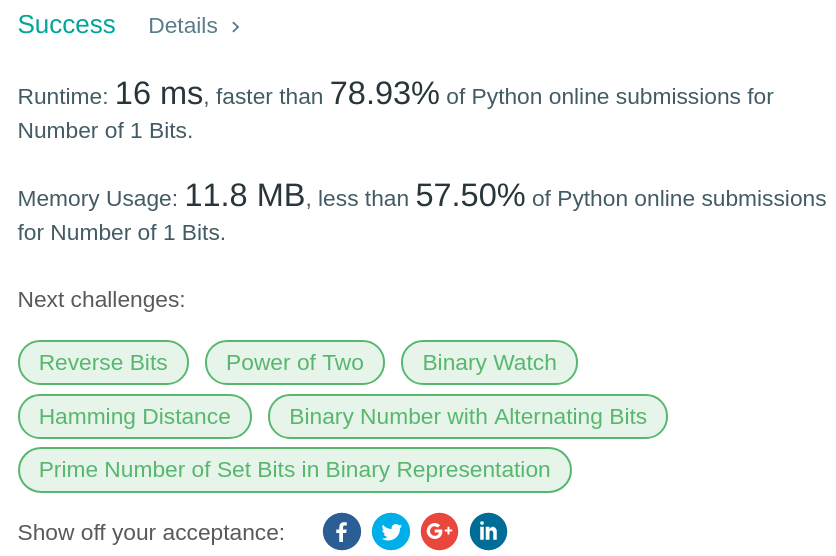 Success Details >
Runtime: 16 ms, faster than 78.93% of Python online submissions for
Number of 1 Bits.
Memory Usage: 11.8 MB, less than 57.50% of Python online submissions
for Number of 1 Bits.
Next challenges:
Reverse Bits Power of Two Binary Watch
Hamming Distance Binary Number with Alternating Bits
Prime Number of Set Bits in Binary Representation
Show off your acceptance: f G+ in